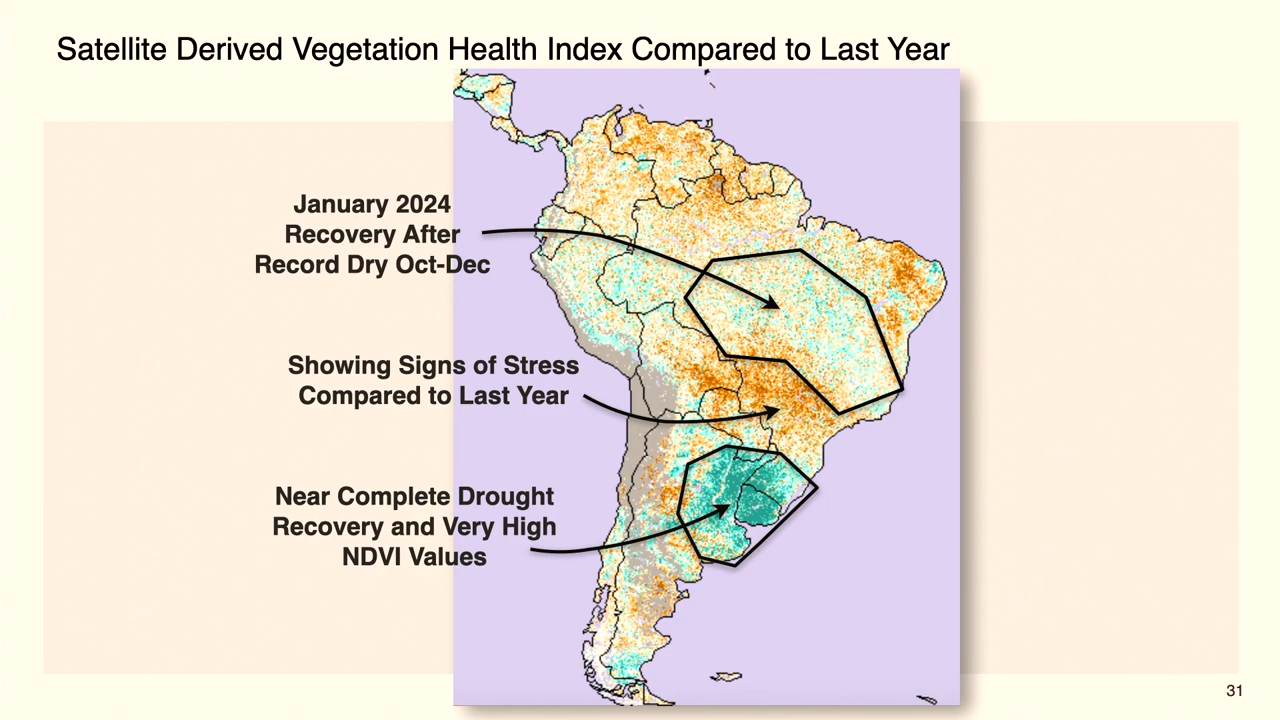 Satellite Derived Vegetation Health Index Compared to Last Year
January 2024
Recovery After
Record Dry Oct-Dec
Showing Signs of Stress
Compared to Last Year
Near Complete Drought
Recovery and Very High
NDVI Values
31